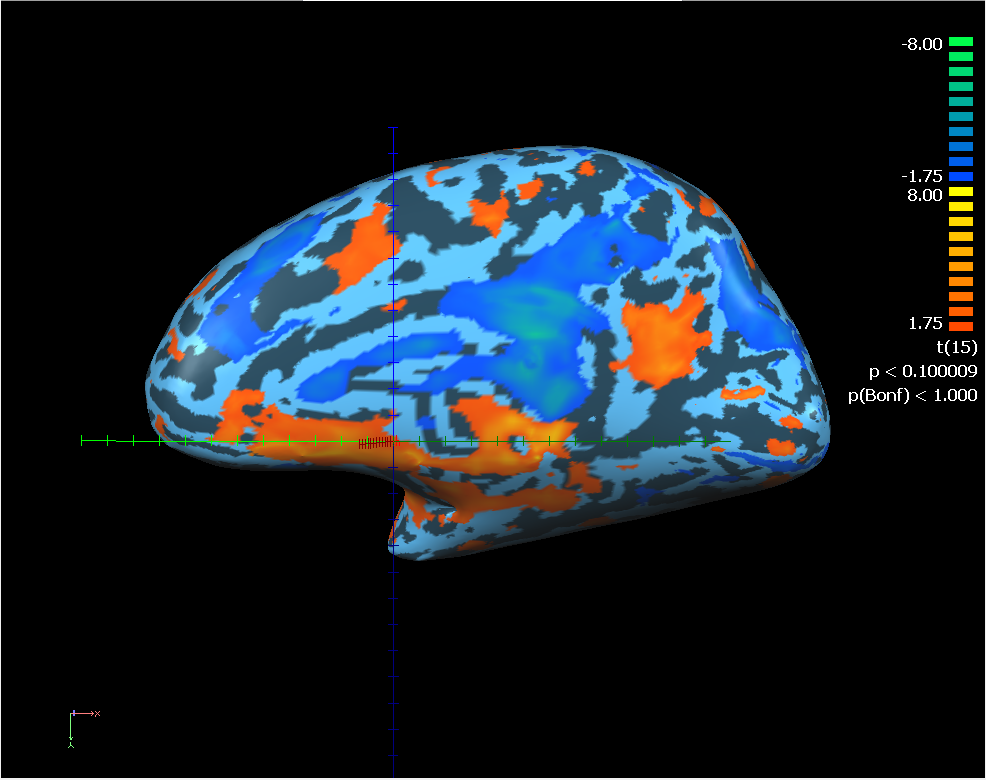 -8.00
-1.75
8.00
1.75
t(15)
p < 0.100009
p(Bonf) < 1.000
X
Y